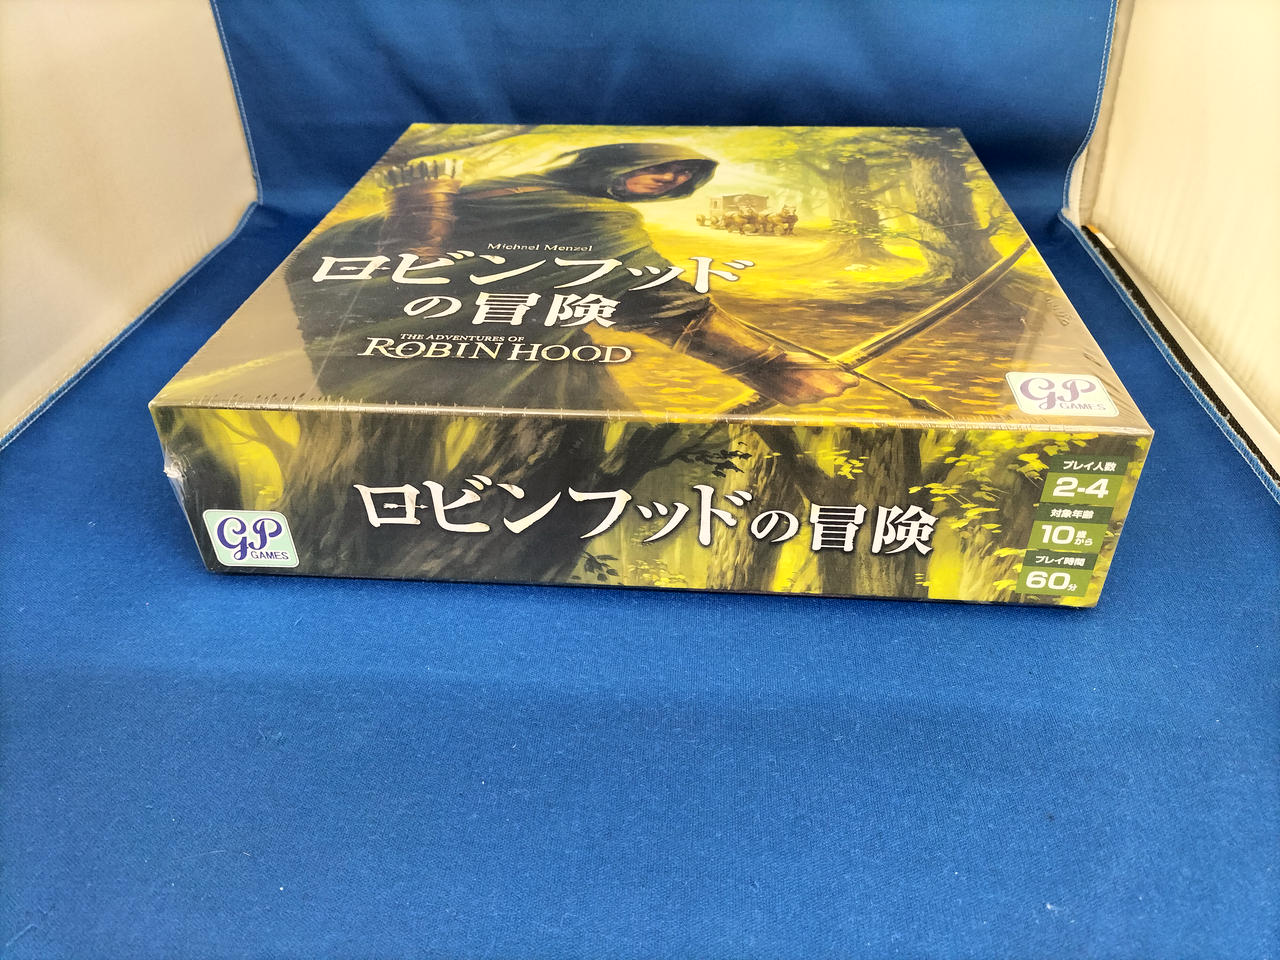 Michael Menzel
ロビンフッド
の冒険
THE ADVENTURES OF
ROBIN HOOD
GP
GAMES
ロビンフッドの冒険
GP
GAMES
プレイ人数
2-4
対象年齢
10歳から
プレイ時間
60分